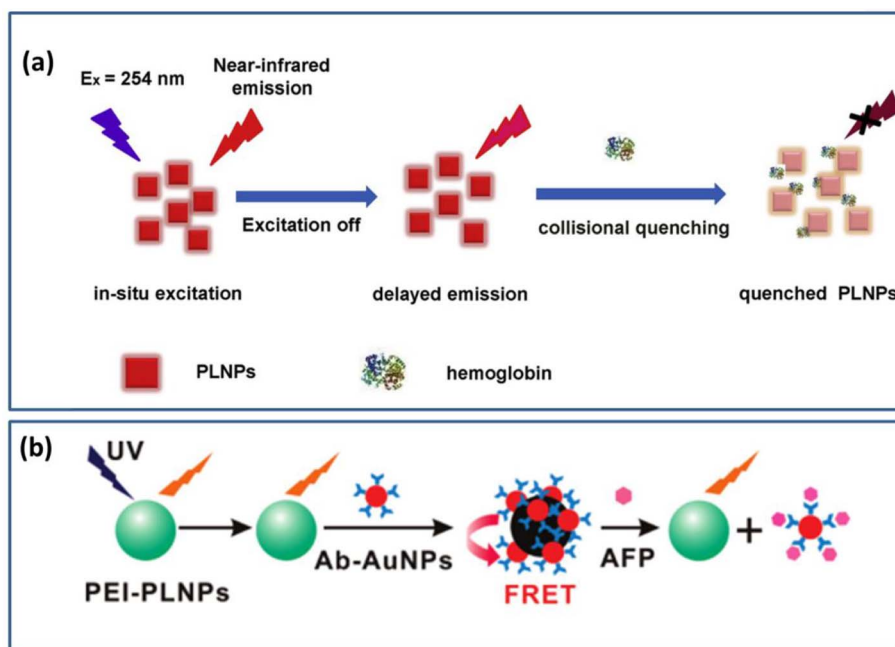 (a)
Ex = 254 nm
Near-infrared
emission
Excitation off
collisional quenching
in-situ excitation
delayed emission
quenched PLNPs
PLNPs
hemoglobin
(b)
UV
PEI-PLNPs
Ab-AuNPs
FRET
AFP
+